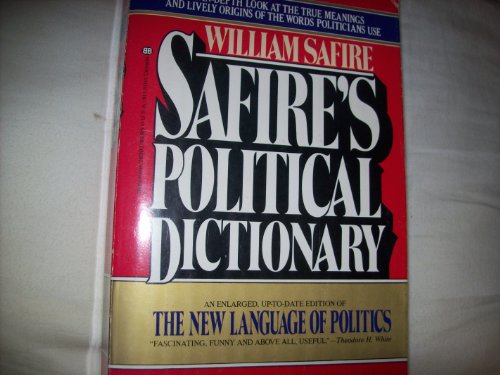 -DEPTH LOOK AT THE TRUE MEANINGS
AND LIVELY ORIGINS OF THE WORDS POLITICIANS USE
BB
WILLIAM SAFIRE
SAFIRE'S
POLITICAL
DICTIONARY
AN ENLARGED, UP-TO-DATE EDITION OF
THE NEW LANGUAGE OF POLITICS
"FASCINATING, FUNNY AND ABOVE ALL, USEFUL"—Theodore H. White